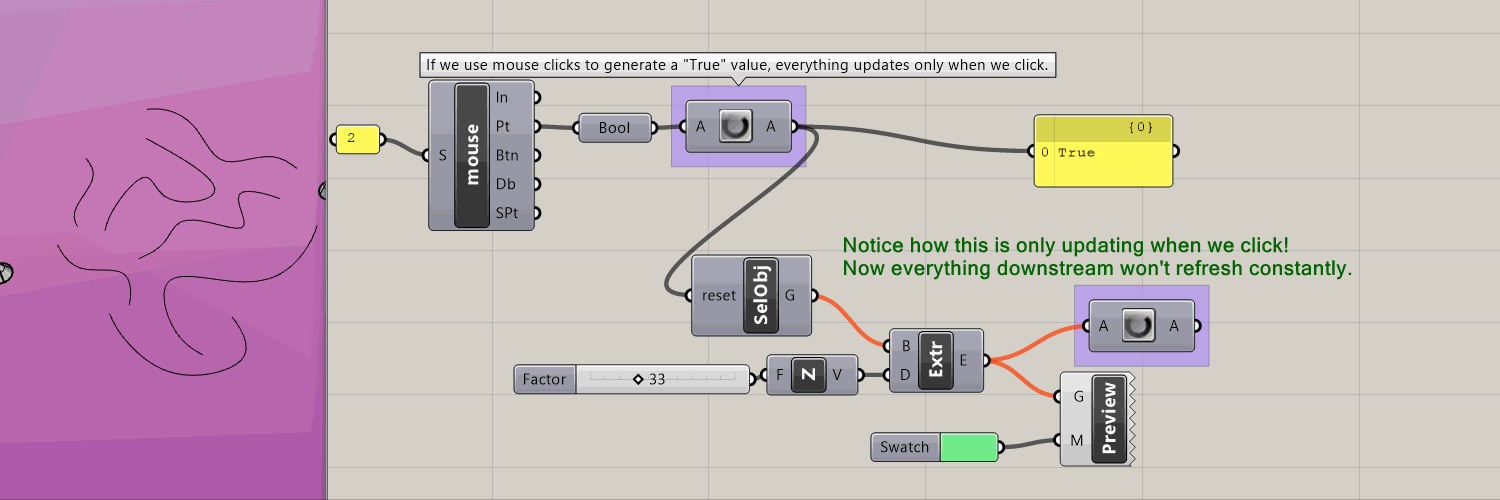 If we use mouse clicks to generate a "True" value, everything updates only when we click.
2
S
mouse
In
Pt
Btn
Db
SPt
Bool
A
A
{0}
0 True
Notice how this is only updating when we click!
Now everything downstream won't refresh constantly.
reset
SelObj
G
Factor
33
F
Z
V
B
D
Extr
E
A
A
G
M
Preview
Swatch